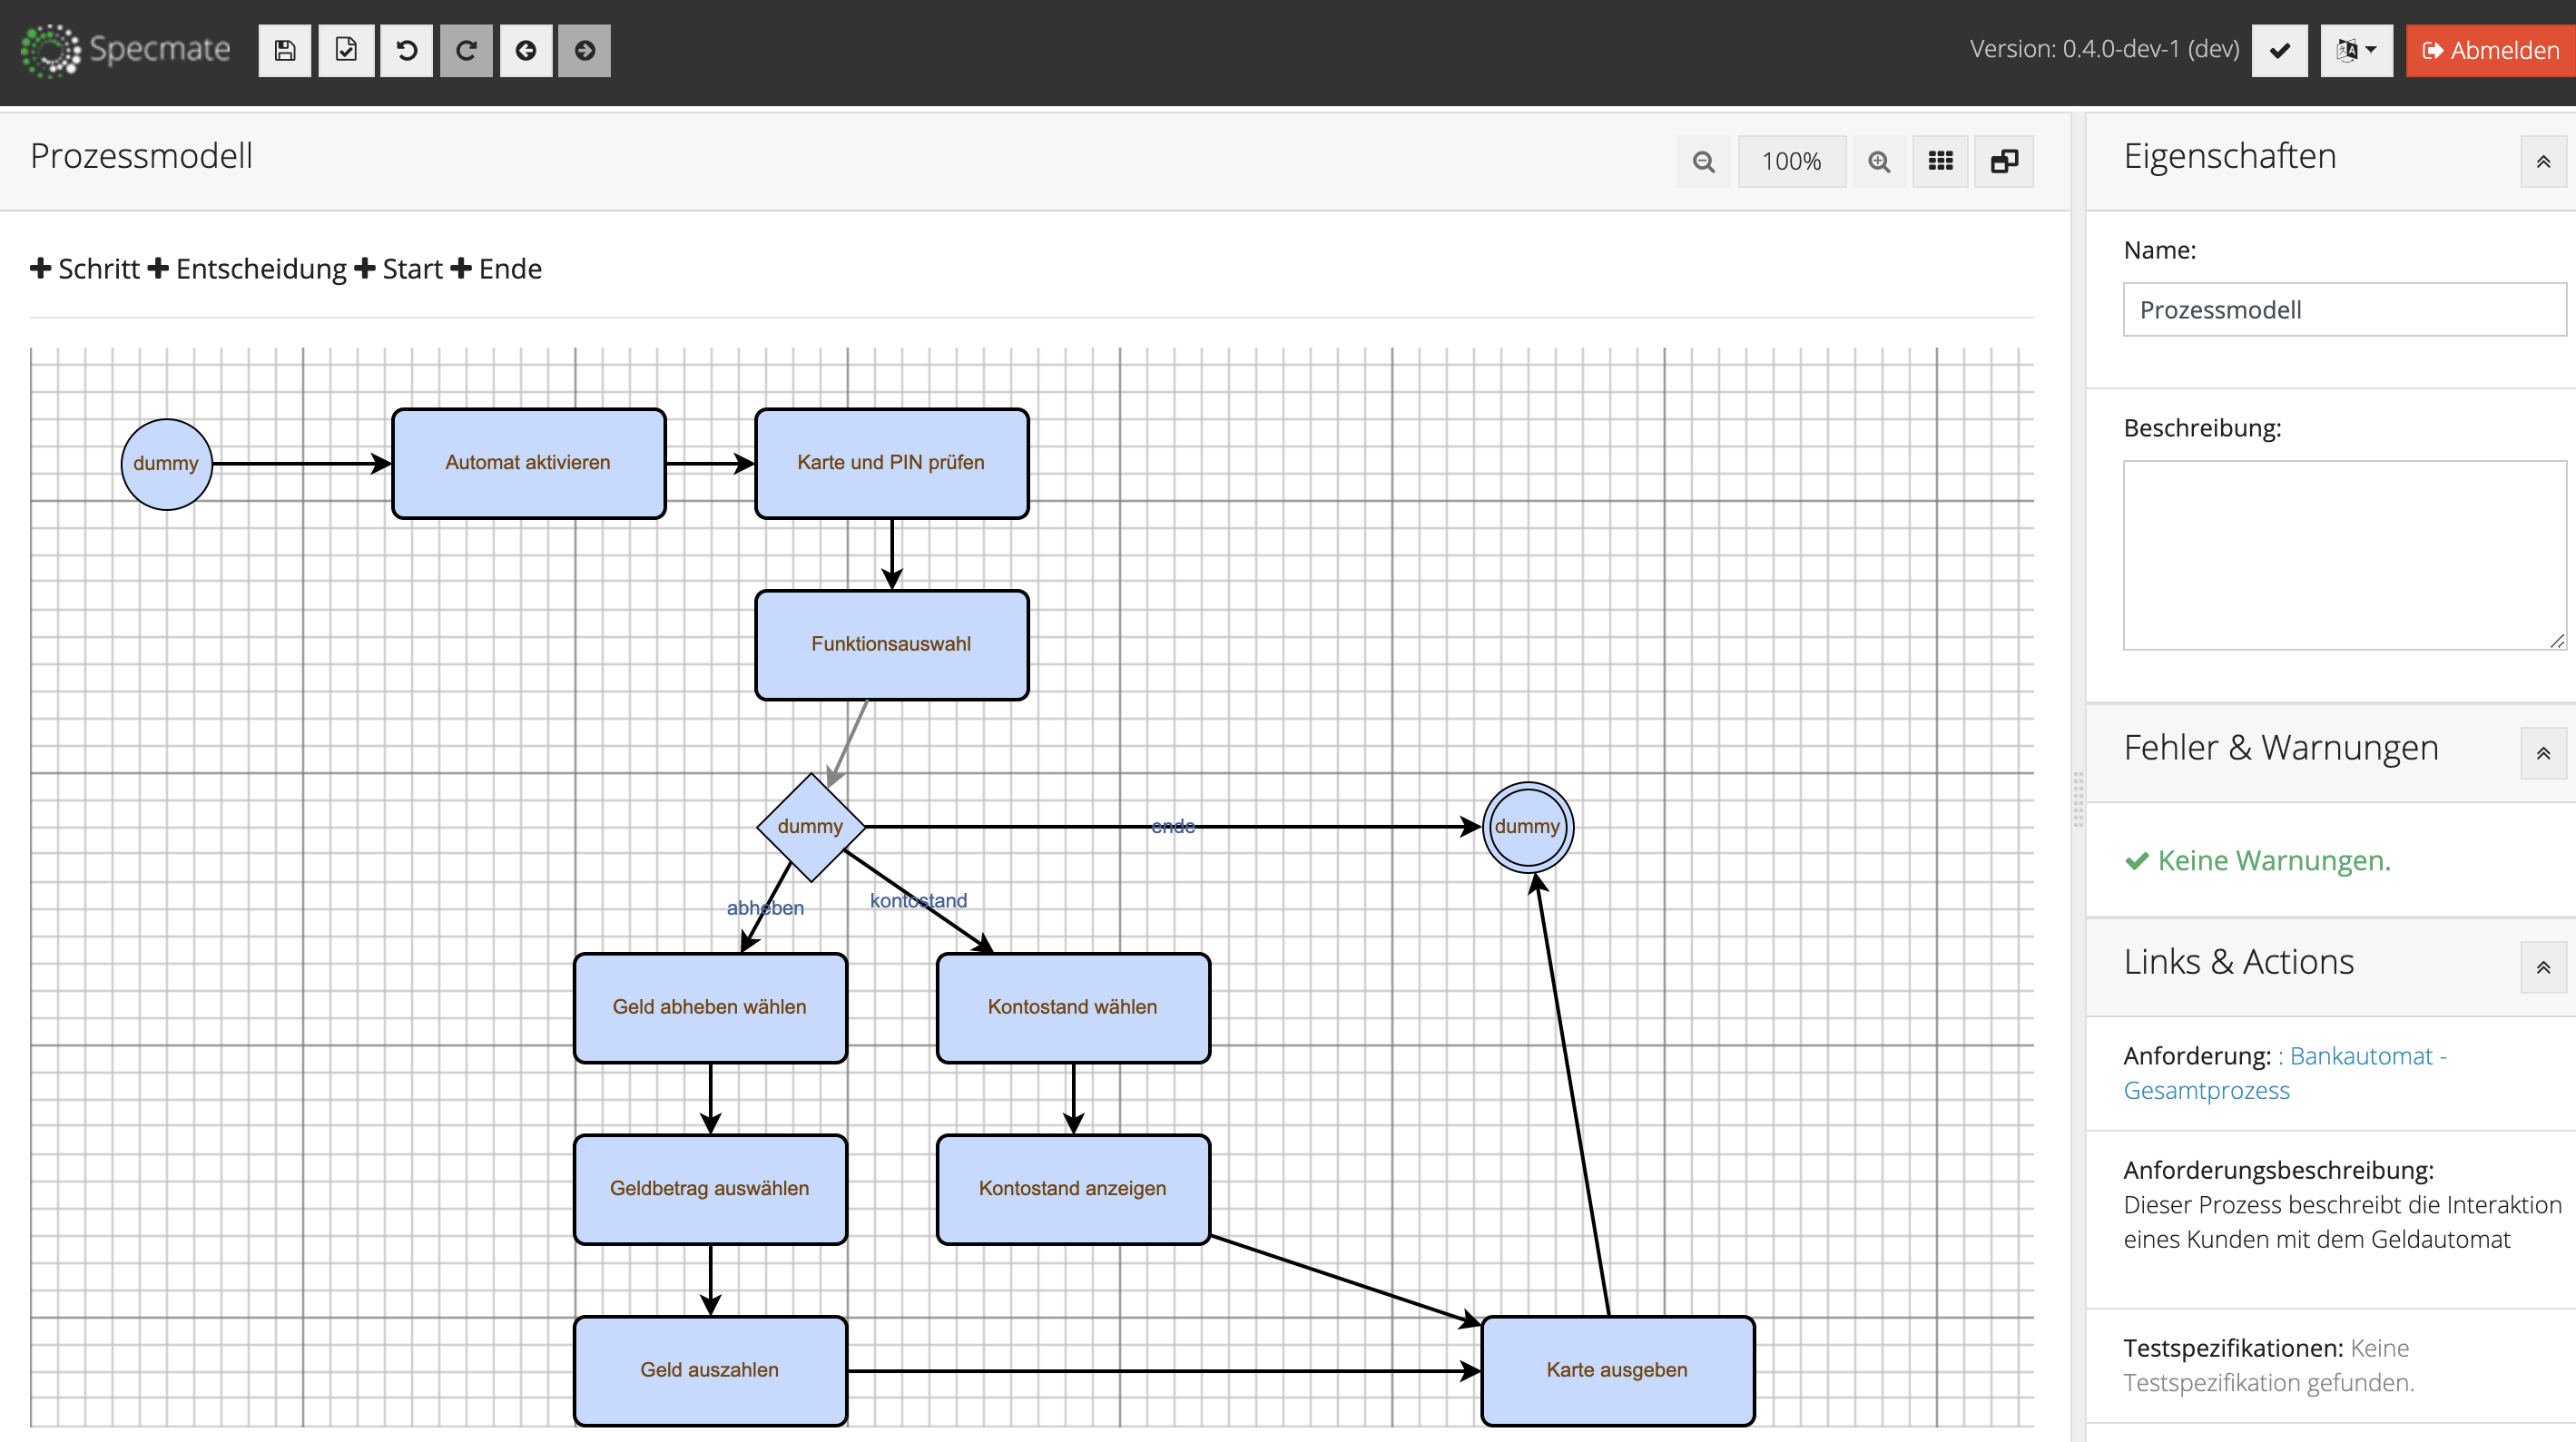 Specmate
Version: 0.4.0-dev-1 (dev)
Abmelden
Prozessmodell
100%
Schritt Entscheidung Start Ende
dummy
Automat aktivieren
Karte und PIN prüfen
Funktionsauswahl
dummy
ende
dummy
abheben
kontostand
Geld abheben wählen
Kontostand wählen
Geldbetrag auswählen
Kontostand anzeigen
Geld auszahlen
Karte ausgeben
Eigenschaften
Name:
Prozessmodell
Beschreibung:
Fehler & Warnungen
Keine Warnungen.
Links & Actions
Anforderung: : Bankautomat -
Gesamtprozess
Anforderungsbeschreibung:
Dieser Prozess beschreibt die Interaktion
eines Kunden mit dem Geldautomat
Testspezifikationen: Keine
Testspezifikation gefunden.